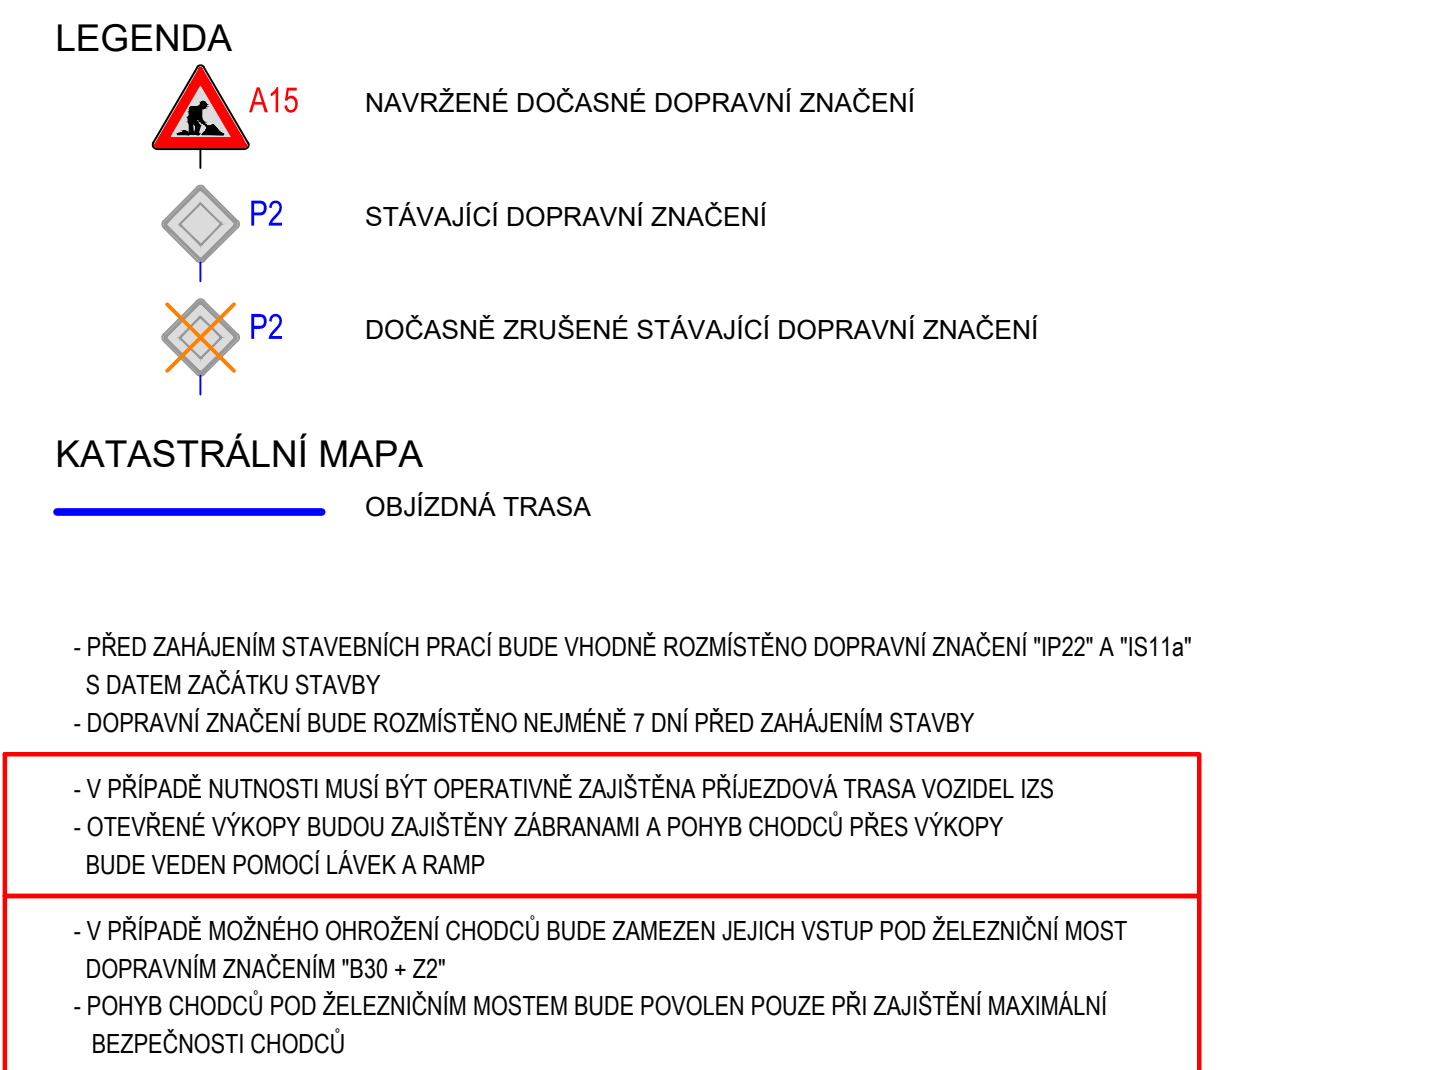 LEGENDA
A15 NAVRŽENÉ DOČASNÉ DOPRAVNÍ ZNAČENÍ
P2 STÁVAJÍCÍ DOPRAVNÍ ZNAČENÍ
P2 DOČASNĚ ZRUŠENÉ STÁVAJÍCÍ DOPRAVNÍ ZNAČENÍ
KATASTRÁLNÍ MAPA
OBJÍZDNÁ TRASA
- PŘED ZAHÁJENÍM STAVEBNÍCH PRACÍ BUDE VHODNĚ ROZMÍSTĚNO DOPRAVNÍ ZNAČENÍ "IP22" A "IS11a"
S DATEM ZAČÁTKU STAVBY
- DOPRAVNÍ ZNAČENÍ BUDE ROZMÍSTĚNO NEJMÉNĚ 7 DNÍ PŘED ZAHÁJENÍM STAVBY
- V PŘÍPADĚ NUTNOSTI MUSÍ BÝT OPERATIVNĚ ZAJIŠTĚNA PŘÍJEZDOVÁ TRASA VOZIDEL IZS
- OTEVŘENÉ VÝKOPY BUDOU ZAJIŠTĚNY ZÁBRANAMI A POHYB CHODCŮ PŘES VÝKOPY
BUDE VEDEN POMOCÍ LÁVEK A RAMP
- V PŘÍPADĚ MOŽNÉHO OHROŽENÍ CHODCŮ BUDE ZAMEZEN JEJICH VSTUP POD ŽELEZNIČNÍ MOST
DOPRAVNÍM ZNAČENÍM "B30 + Z2"
- POHYB CHODCŮ POD ŽELEZNIČNÍM MOSTEM BUDE POVOLEN POUZE PŘI ZAJIŠTĚNÍ MAXIMÁLNÍ
BEZPEČNOSTI CHODCŮ